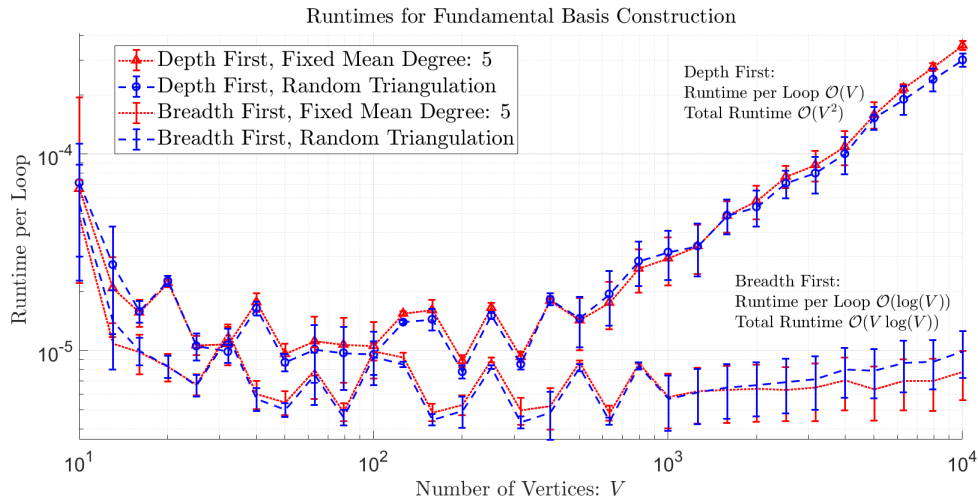 Runtimes for Fundamental Basis Construction
Depth First, Fixed Mean Degree: 5
Depth First, Random Triangulation
Breadth First, Fixed Mean Degree: 5
Breadth First, Random Triangulation
Depth First:
Runtime per Loop O(V)
Total Runtime O(V²)
10⁻⁴
Runtime per Loop
Breadth First:
Runtime per Loop O(log(V))
Total Runtime O(V log(V))
10⁻⁵
10¹ 10² 10³ 10⁴
Number of Vertices: V